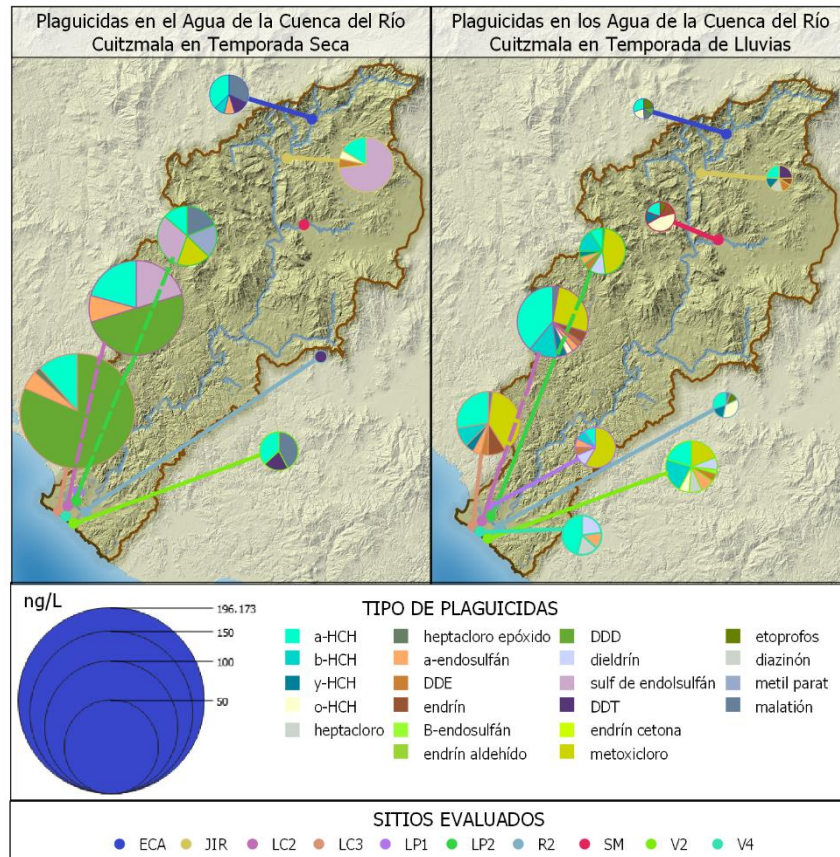 Plaguicidas en el Agua de la Cuenca del Río
Cuitzmala en Temporada Seca
Plaguicidas en los Agua de la Cuenca del Río
Cuitzmala en Temporada de Lluvias
ng/L
196.173
150
100
50
TIPO DE PLAGUICIDAS
a-HCH
b-HCH
y-HCH
o-HCH
heptacloro
heptacloro epóxido
a-endosulfán
DDE
endrín
B-endosulfán
endrín aldehído
DDD
dieldrín
sulf de endolsulfán
DDT
endrín cetona
metoxicloro
etoprofos
diazinón
metil parat
malatión
SITIOS EVALUADOS
ECA JIR LC2 LC3 LP1 LP2 R2 SM V2 V4